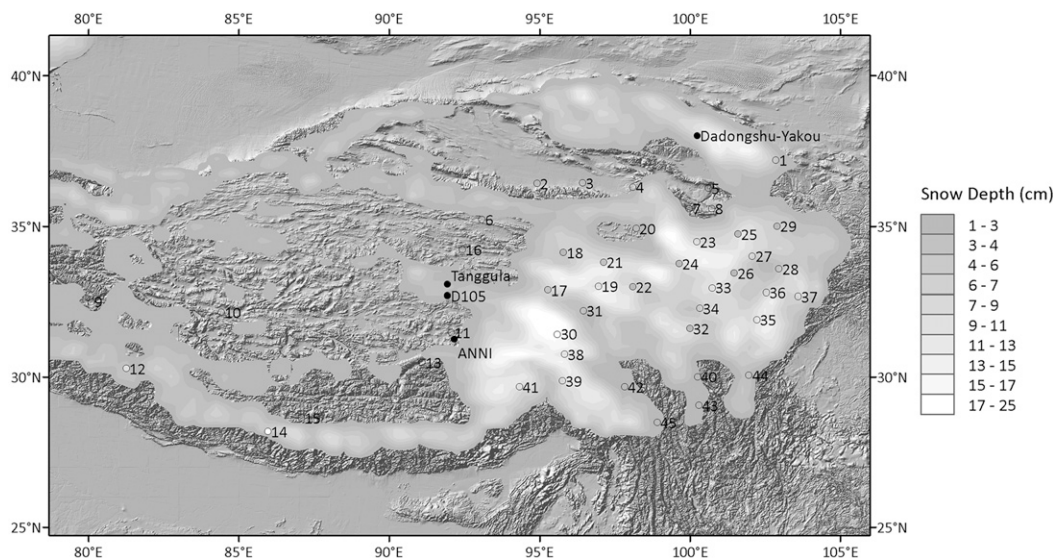 80°E 85°E 90°E 95°E 100°E 105°E
40°N 40°N
Dadongshu-Yakou
1
2 3 4 5
7 8
6
20 29
25
23
16 18 27
21 24 28
26
Tanggula
17 19 22 33 36 37
D105
9
10 31 34
35
32
11 30
ANNI
38
13
12
30°N 30°N
39 40 44
41 42
43
15 45
14
25°N 25°N
80°E 85°E 90°E 95°E 100°E 105°E
Snow Depth (cm)
1 - 3
3 - 4
4 - 6
6 - 7
7 - 9
9 - 11
11 - 13
13 - 15
15 - 17
17 - 25
35°N 35°N